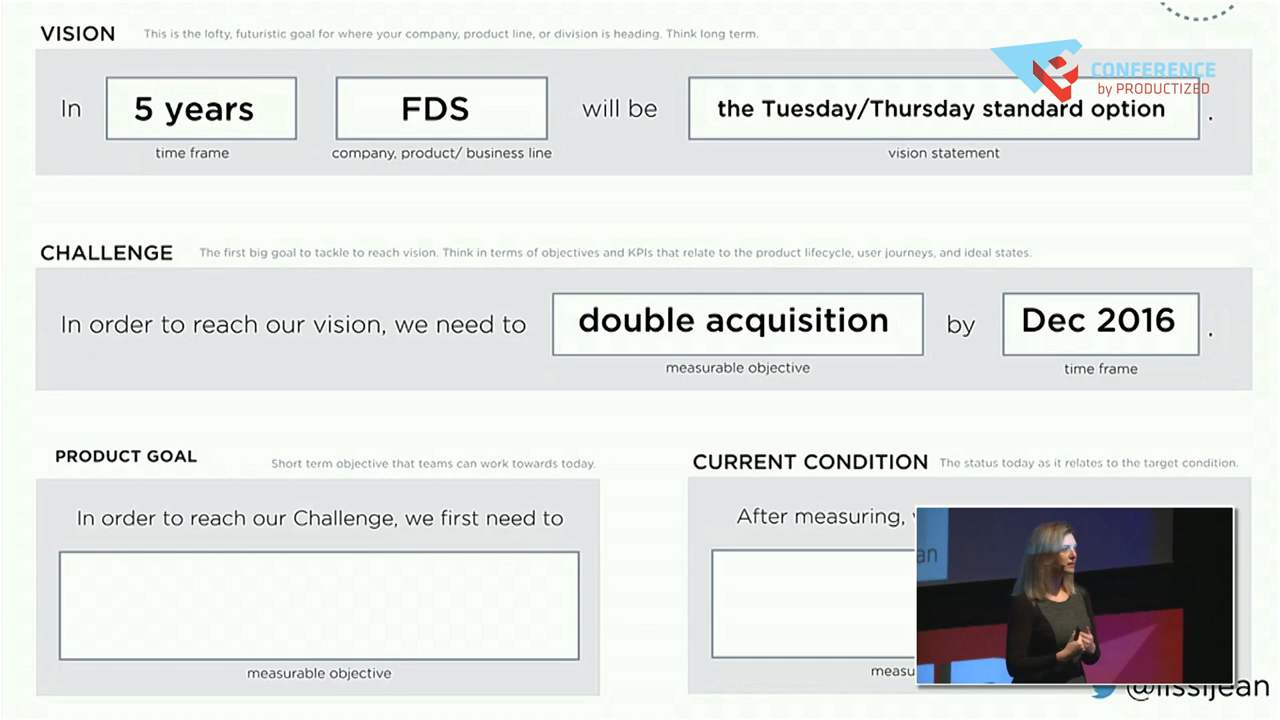 VISION This is the lofty, futuristic goal for where your company, product line, or division is heading. Think long term.
CONFERENCE
by PRODUCTIZED
In 5 years FDS will be the Tuesday/Thursday standard option .
time frame company, product/ business line vision statement
CHALLENGE The first big goal to tackle to reach vision. Think in terms of objectives and KPIs that relate to the product lifecycle, user journeys, and ideal states.
In order to reach our vision, we need to double acquisition by Dec 2016 .
measurable objective time frame
PRODUCT GOAL Short term objective that teams can work towards today.
CURRENT CONDITION The status today as it relates to the target condition.
In order to reach our Challenge, we first need to
After measuring,
measurable objective